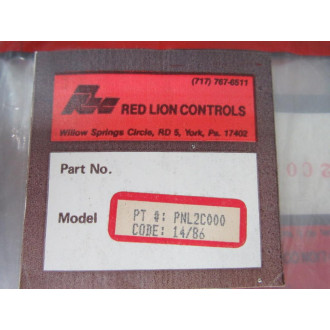 (717) 767-6511
RED LION CONTROLS
Willow Springs Circle, RD 5, York, Pa. 17402
Part No.
Model
PT #: PNL2C000
CODE: 14/86